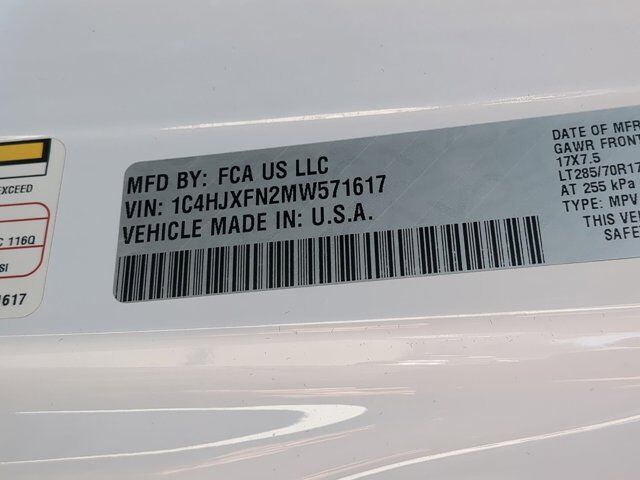 EXCEED
C 116Q
SI
1617
MFD BY: FCA US LLC
VIN: 1C4HJXFN2MW571617
VEHICLE MADE IN: U.S.A.
DATE OF MFR
GAWR FRONT
17X7.5
LT285/70R17
AT 255 kPa
TYPE: MPV
THIS VE
SAFE